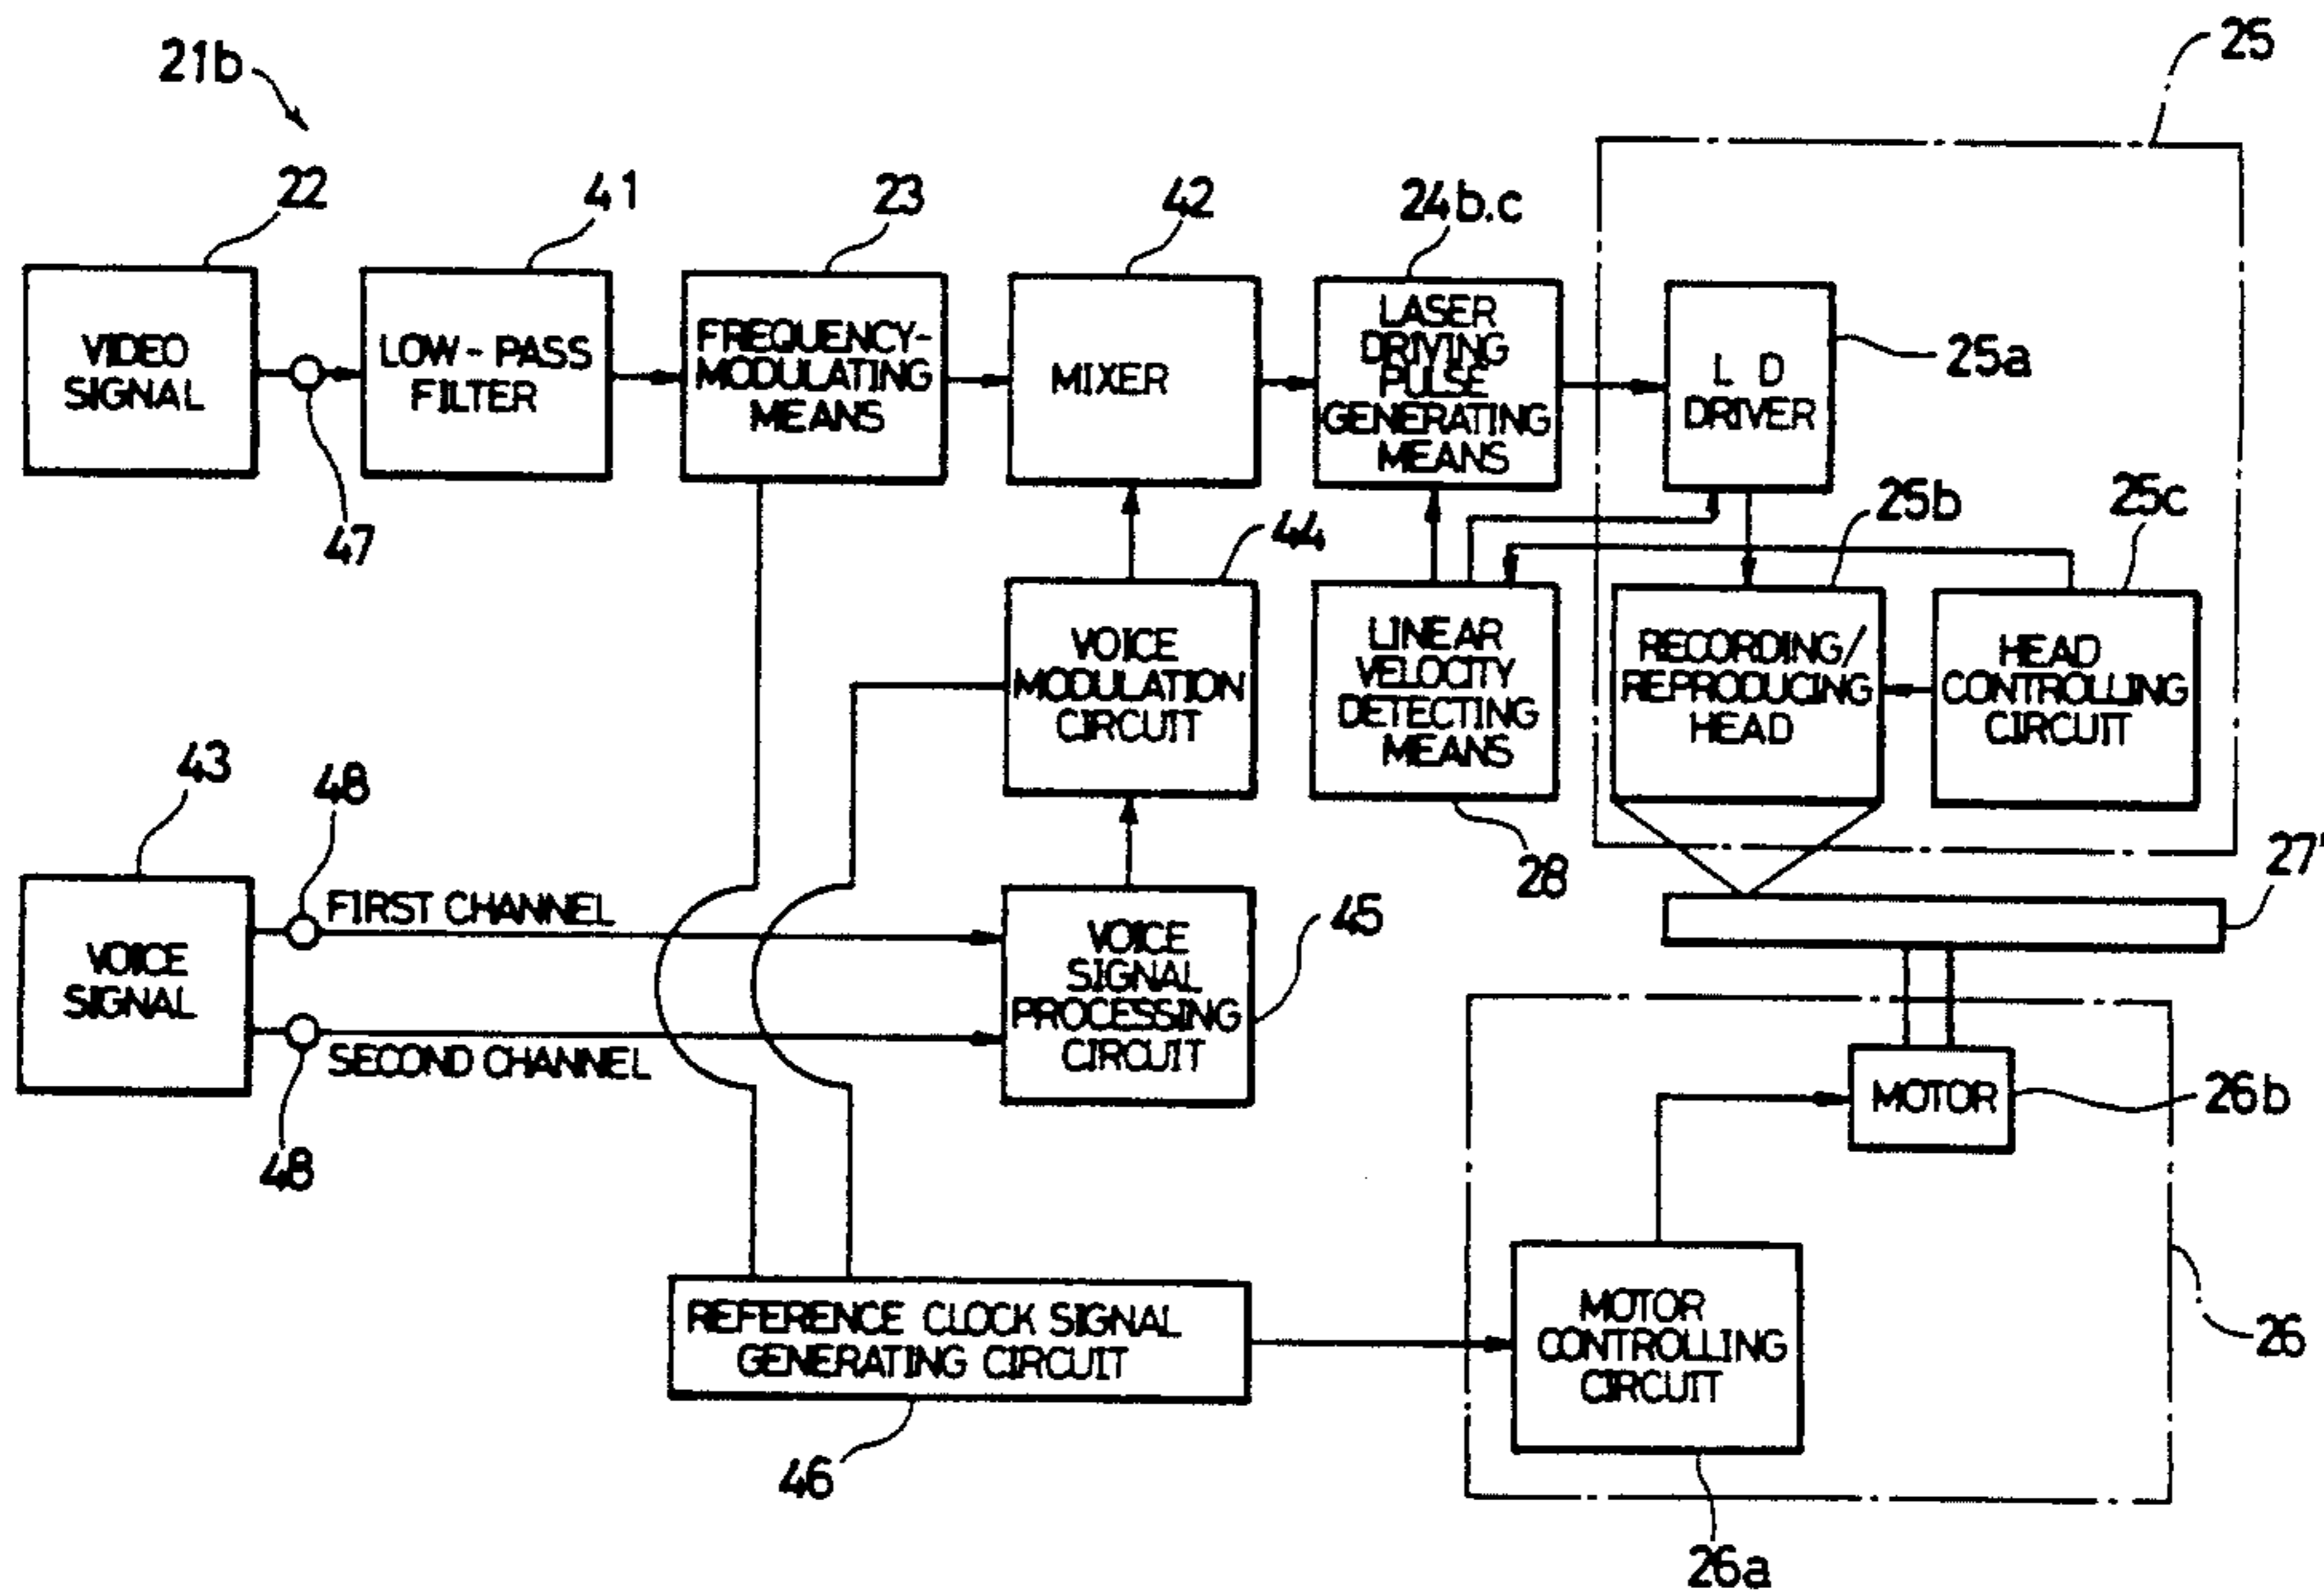 21b
25
22
41
23
42
24b.c
VIDEO
SIGNAL
LOW-PASS
FILTER
FREQUENCY-
MODULATING
MEANS
MIXER
LASER
DRIVING
PULSE
GENERATING
MEANS
L D
DRIVER
25a
47
44
25b
25c
VOICE
MODULATION
CIRCUIT
LINEAR
VELOCITY
DETECTING
MEANS
RECORDING/
REPRODUCING
HEAD
HEAD
CONTROLLING
CIRCUIT
43
48
28
27'
VOICE
SIGNAL
FIRST CHANNEL
SECOND CHANNEL
48
VOICE
SIGNAL
PROCESSING
CIRCUIT
45
MOTOR
26b
REFERENCE CLOCK SIGNAL
GENERATING CIRCUIT
46
MOTOR
CONTROLLING
CIRCUIT
26
26a